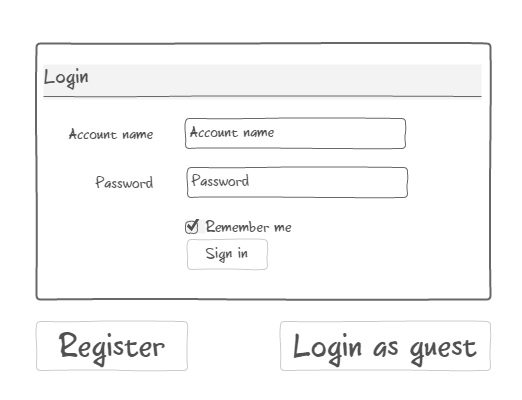 Login
Account name Account name
Password Password
Remember me
Sign in
Register Login as guest